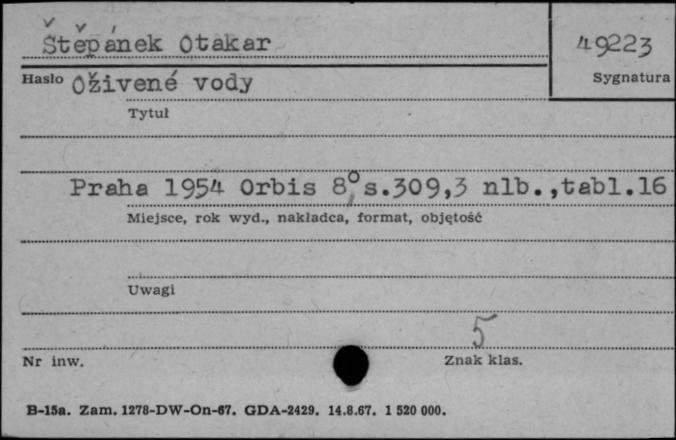 Štěpánek Otakar
49223
Hasło Oživené vody
Sygnatura
Tytuł
Praha 1954 Orbis 8°, s.309,3 nlb.,tabl.16
Miejsce, rok wyd., nakładca, format, objętość
Uwagi
5
Nr inw.
Znak klas.
B-15a. Zam. 1278-DW-On-67. GDA-2429. 14.8.67. 1 520 000.